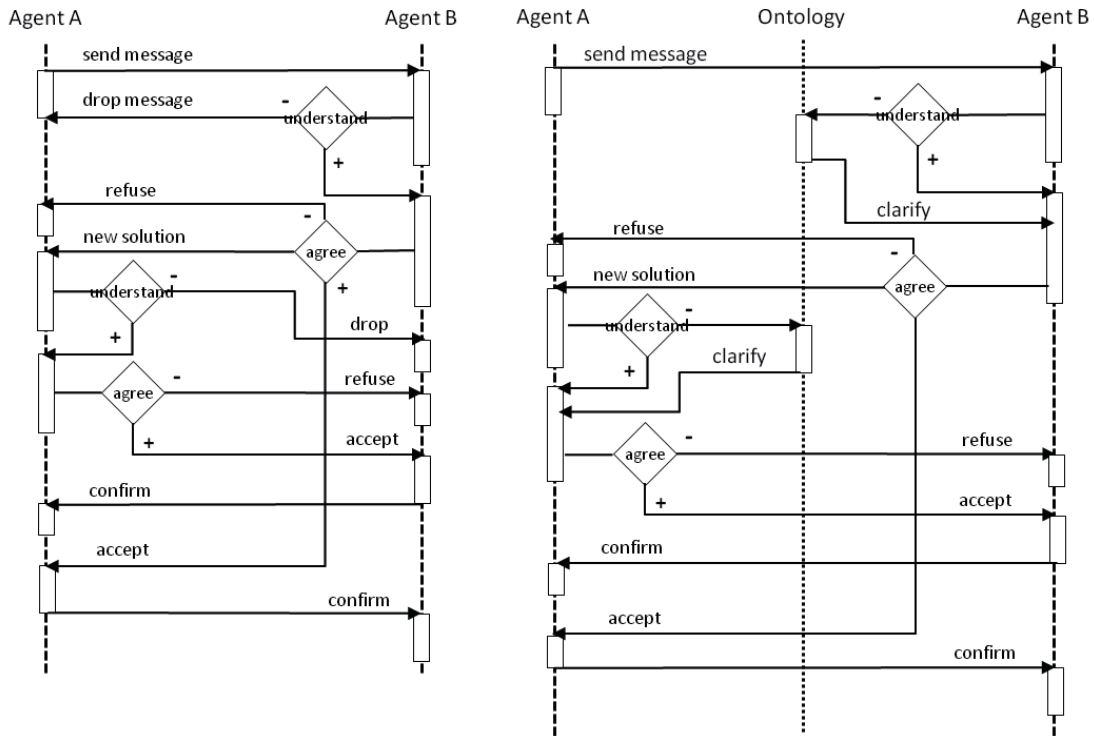 Agent A
Agent B
send message
drop message
-
understand
+
refuse
-
new solution
agree
+
understand
-
drop
+
agree
-
refuse
+
accept
confirm
accept
confirm
Agent A
Ontology
Agent B
send message
-
understand
+
clarify
refuse
-
new solution
agree
understand
-
clarify
+
agree
-
refuse
+
accept
confirm
accept
confirm